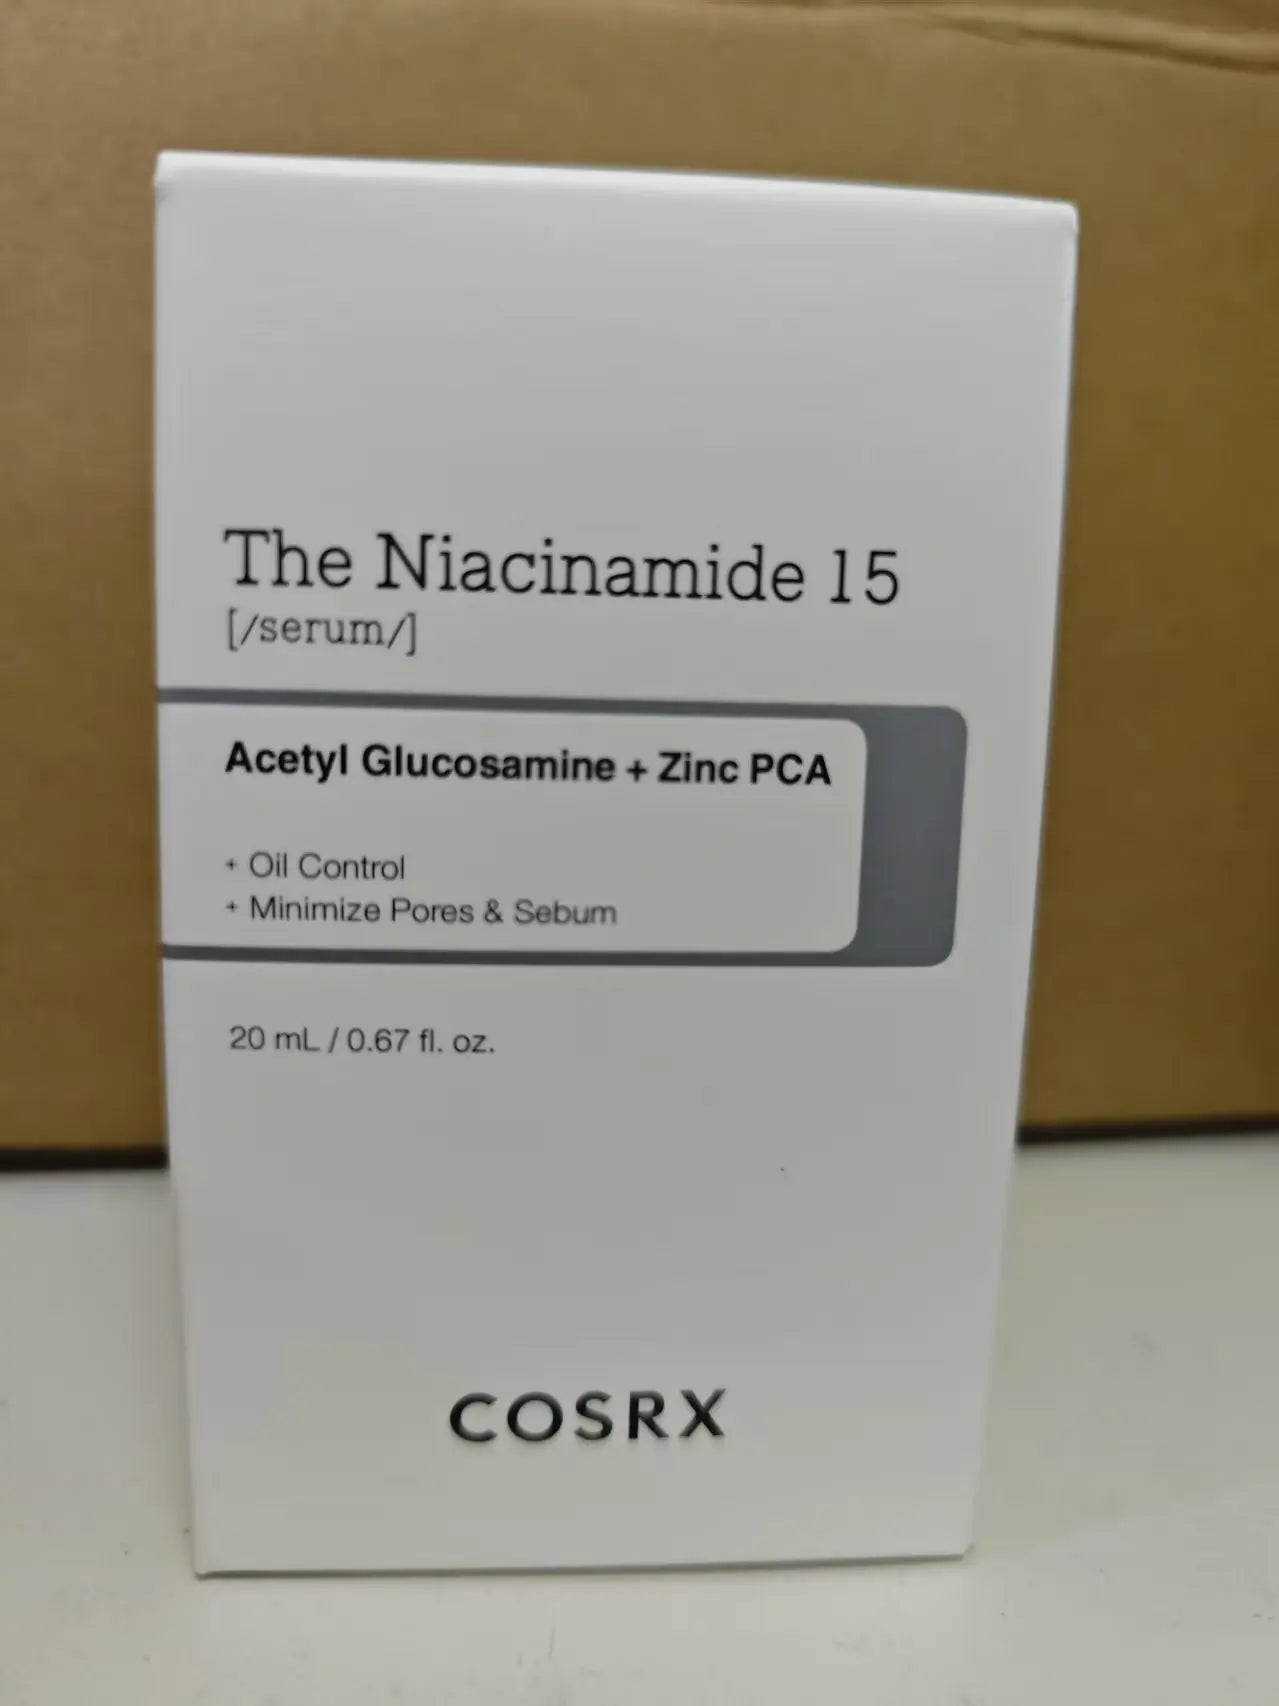 The Niacinamide 15
[/serum/]
Acetyl Glucosamine + Zinc PCA
+ Oil Control
+ Minimize Pores & Sebum
20 mL / 0.67 fl. oz.
COSRX